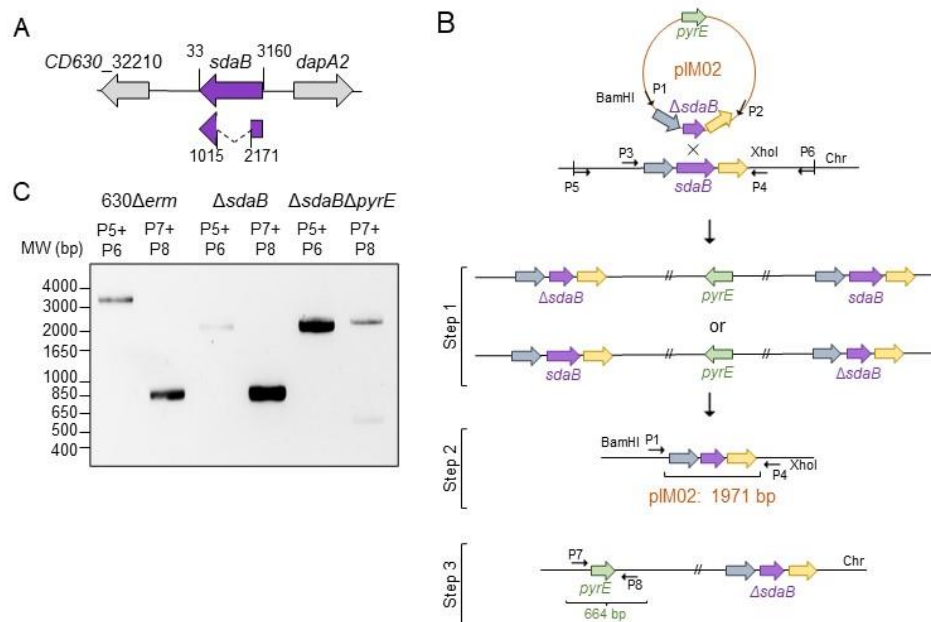 A
33 3160
CD630_32210 sdaB dapA2
1015 2171
B
pyrE
pIM02
BamHI P1 P2
ΔsdaB
×
P3 XhoI P6 Chr
P5 sdaB P4
Step 1
ΔsdaB pyrE sdaB
or
sdaB pyrE ΔsdaB
Step 2
BamHI P1
P4 XhoI
pIM02: 1971 bp
Step 3
P7 Chr
pyrE P8 ΔsdaB
664 bp
C
630Δerm ΔsdaB ΔsdaBΔpyrE
P5+ P7+ P5+ P7+ P5+ P7+
MW (bp) P6 P8 P6 P8 P6 P8
4000
3000
2000
1650
1000
850
650
500
400